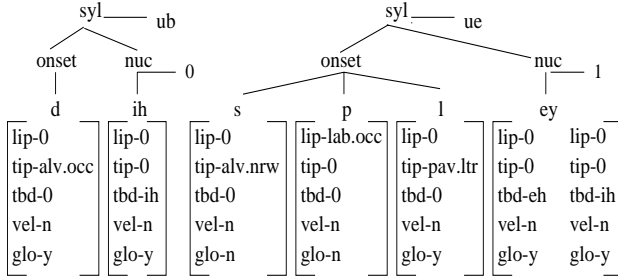 syl ub syl ue
onset nuc 0 onset nuc 1
d ih s p l ey
lip-0 lip-0 lip-0 lip-lab.occ lip-0 lip-0 lip-0
tip-alv.occ tip-0 tip-alv.nrw tip-0 tip-pav.ltr tip-0 tip-0
tbd-0 tbd-ih tbd-0 tbd-0 tbd-0 tbd-eh tbd-ih
vel-n vel-n vel-n vel-n vel-n vel-n vel-n
glo-y glo-y glo-n glo-n glo-y glo-y glo-y